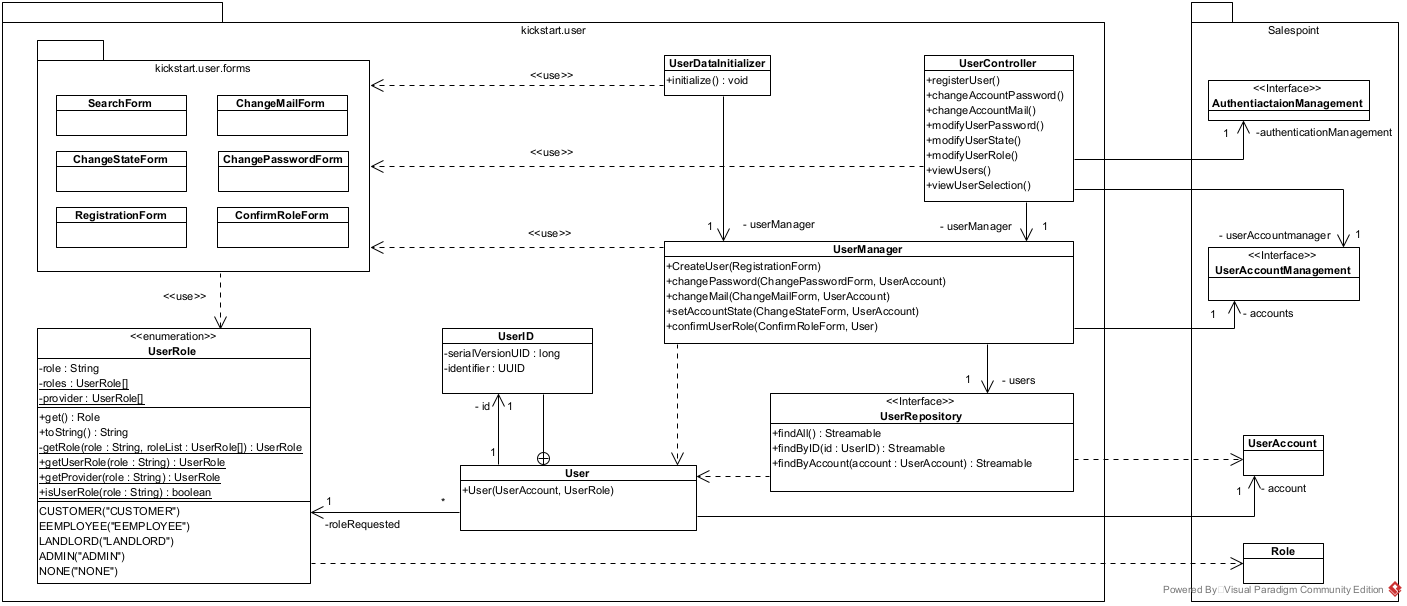 kickstart.user
Salespoint
kickstart.user.forms
SearchForm
ChangeMailForm
ChangeStateForm
ChangePasswordForm
RegistrationForm
ConfirmRoleForm
<<use>>
<<use>>
<<use>>
<<use>>
UserDataInitializer
+initialize() : void
UserController
+registerUser()
+changeAccountPassword()
+changeAccountMail()
+modifyUserPassword()
+modifyUserState()
+modifyUserRole()
+viewUsers()
+viewUserSelection()
<<Interface>>
AuthentiactaionManagement
1
-authenticationManagement
1
- userManager
- userManager
1
- userAccountmanager
1
UserManager
+CreateUser(RegistrationForm)
+changePassword(ChangePasswordForm, UserAccount)
+changeMail(ChangeMailForm, UserAccount)
+setAccountState(ChangeStateForm, UserAccount)
+confirmUserRole(ConfirmRoleForm, User)
<<Interface>>
UserAccountManagement
1
- accounts
<<enumeration>>
UserRole
-role : String
-roles : UserRole[]
-provider : UserRole[]
+get() : Role
+toString() : String
-getRole(role : String, roleList : UserRole[]) : UserRole
+getUserRole(role : String) : UserRole
+getProvider(role : String) : UserRole
+isUserRole(role : String) : boolean
CUSTOMER("CUSTOMER")
EEMPLOYEE("EEMPLOYEE")
LANDLORD("LANDLORD")
ADMIN("ADMIN")
NONE("NONE")
UserID
-serialVersionUID : long
-identifier : UUID
- id
1
1
1
- users
<<Interface>>
UserRepository
+findAll() : Streamable
+findByID(id : UserID) : Streamable
+findByAccount(account : UserAccount) : Streamable
User
+User(UserAccount, UserRole)
1
*
-roleRequested
UserAccount
1
- account
Role
Powered By Visual Paradigm Community Edition